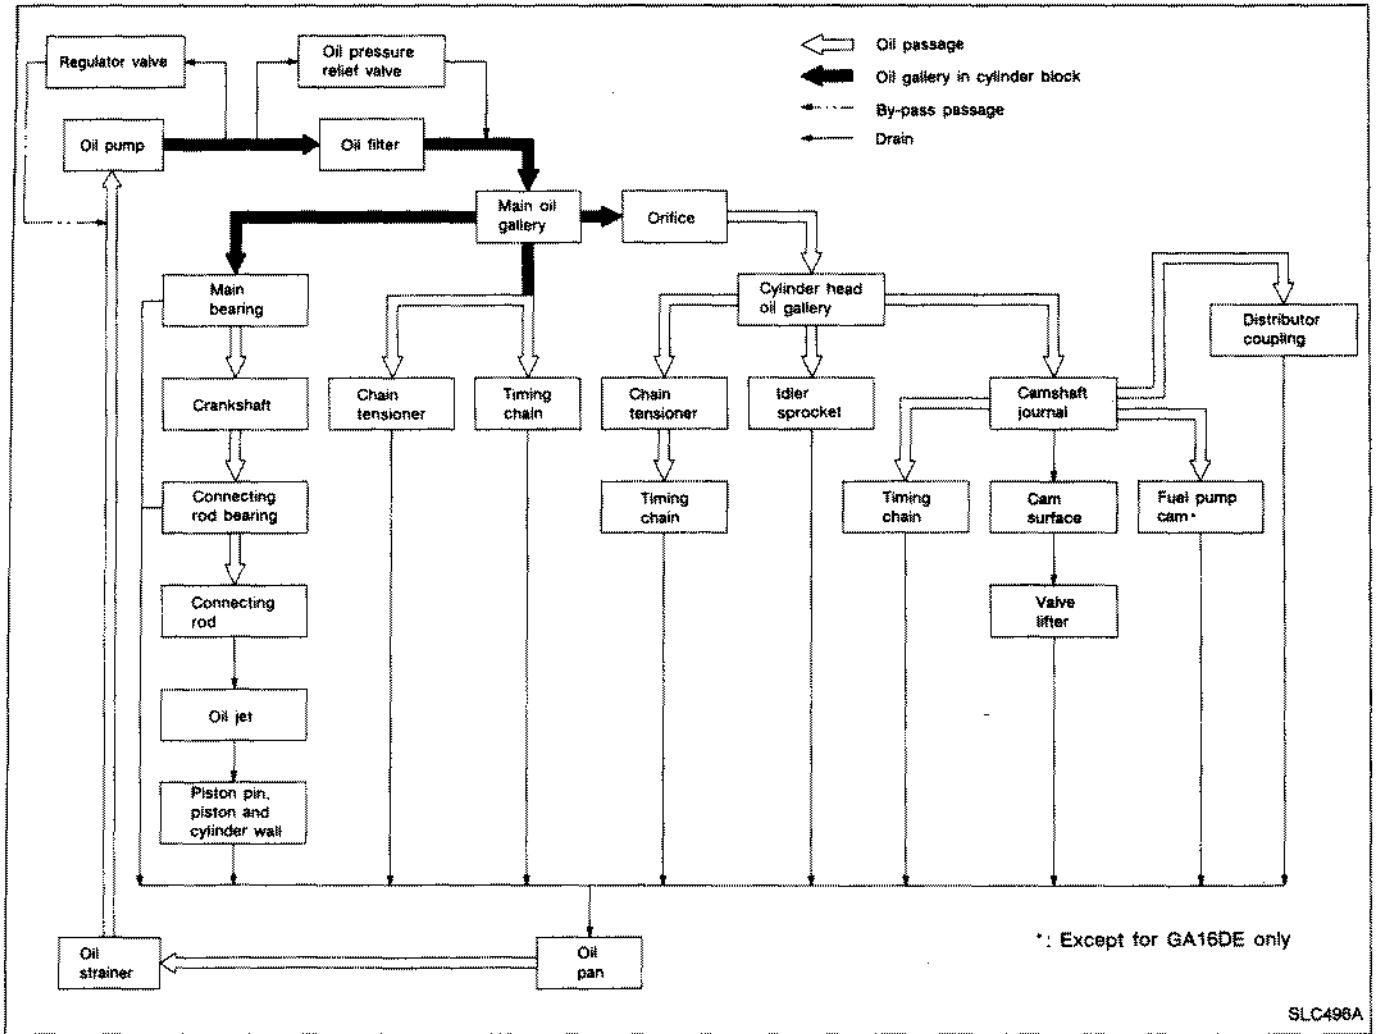 Regulator valve
Oil pressure
relief valve
Oil passage
Oil gallery in cylinder block
By-pass passage
Drain
Oil pump
Oil filter
Main oil
gallery
Orifice
Main
bearing
Cylinder head
oil gallery
Distributor
coupling
Crankshaft
Chain
tensioner
Timing
chain
Chain
tensioner
Idler
sprocket
Camshaft
journal
Connecting
rod bearing
Timing
chain
Timing
chain
Cam
surface
Fuel pump
cam*
Connecting
rod
Valve
lifter
Oil jet
Piston pin,
piston and
cylinder wall
Oil
strainer
Oil
pan
*: Except for GA16DE only
SLC496A